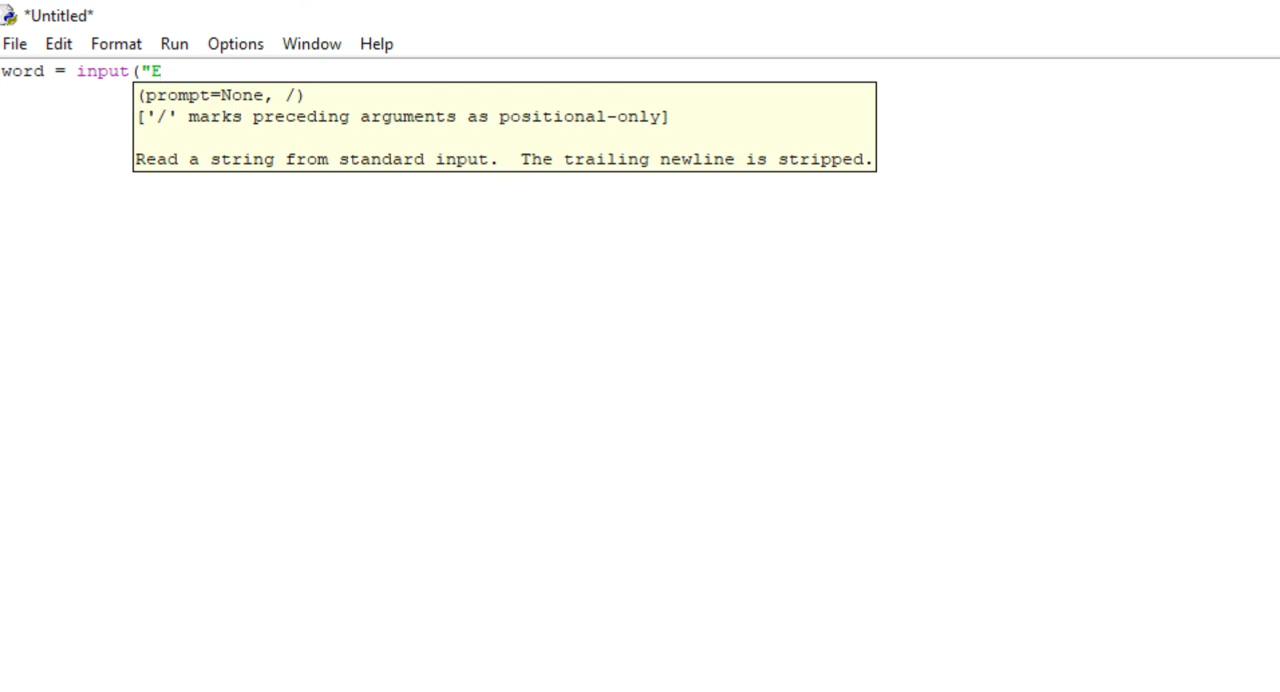 *Untitled*
File Edit Format Run Options Window Help
word = input("E
(prompt=None, /)
['/' marks preceding arguments as positional-only]
Read a string from standard input.  The trailing newline is stripped.